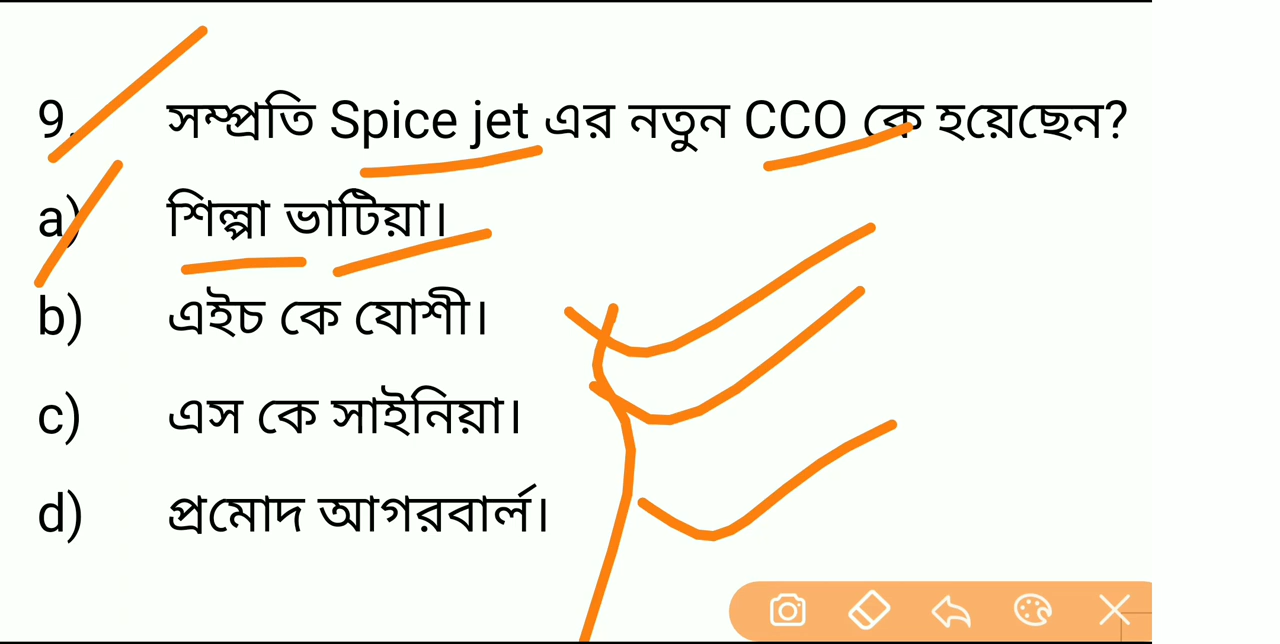 9. সম্প্রতি Spice jet এর নতুন CCO কে হয়েছেন?
a) শিল্পা ভাটিয়া।
b) এইচ কে যোশী।
c) এস কে সাইনিয়া।
d) প্রমোদ আগরবার্ল।